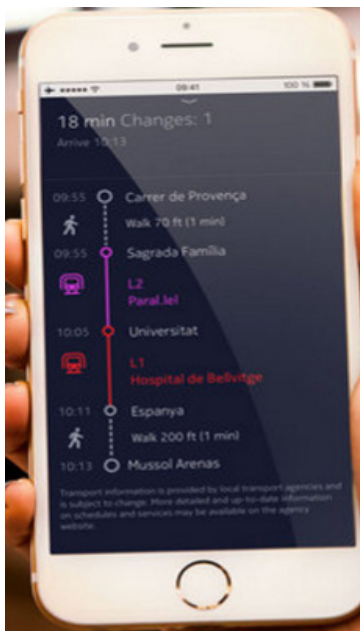 09:41
100 %
18 min Changes: 1
Arrive 10:13
09:55 Carrer de Provença
Walk 70 ft (1 min)
09:55 Sagrada Família
L2
Paral.lel
10:05 Universitat
L1
Hospital de Bellvitge
10:11 Espanya
Walk 200 ft (1 min)
10:13 Mussol Arenas
Transport information is provided by local transport agencies and
is subject to change. More detailed and up-to-date information
on schedules and services may be available on the agency
website.